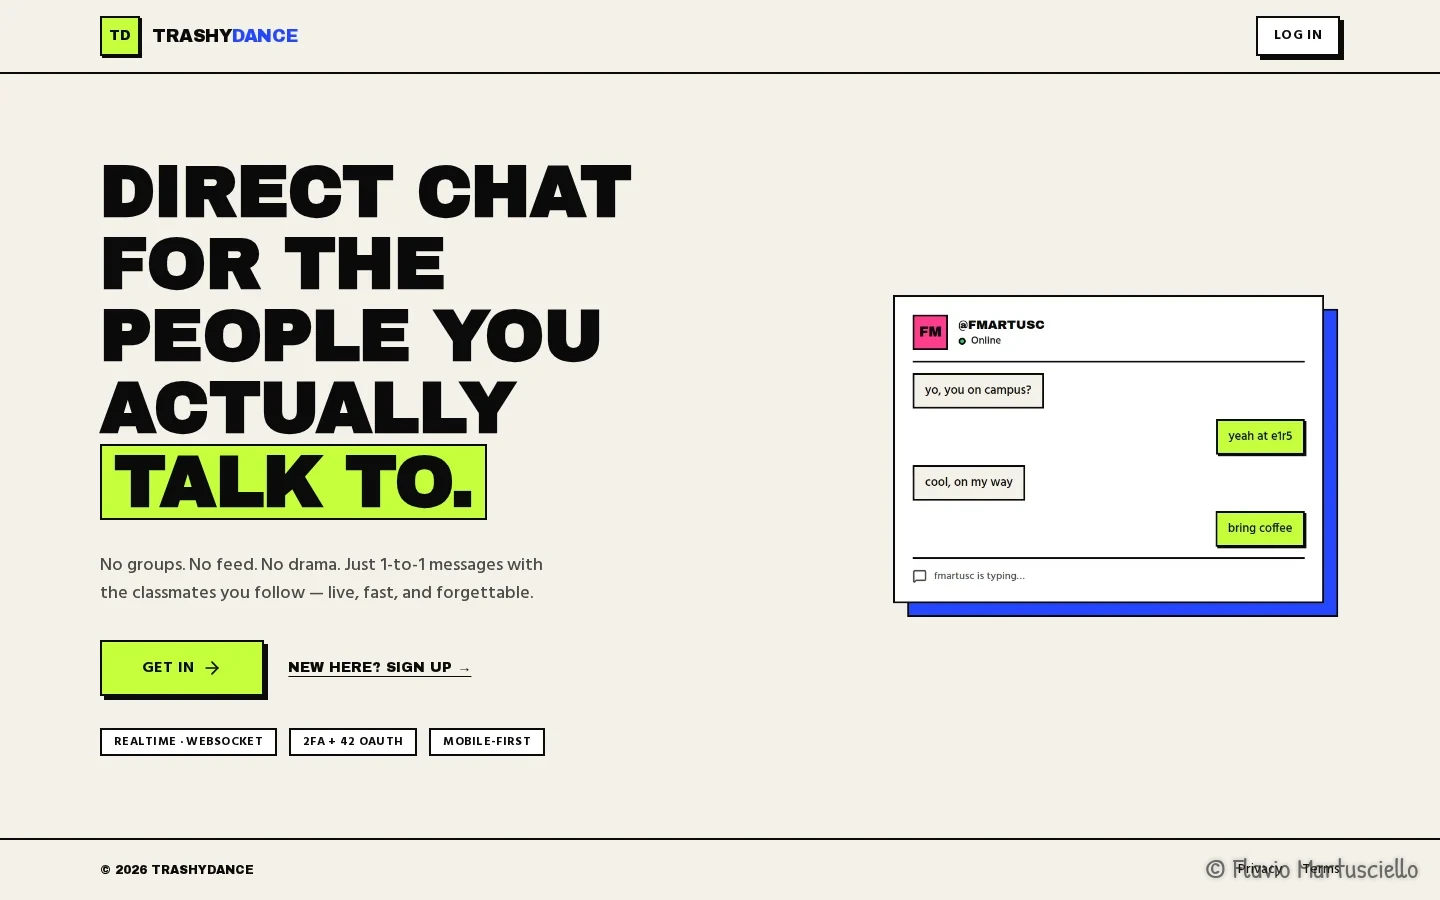 TD TRASHYDANCE
LOG IN
DIRECT CHAT
FOR THE
PEOPLE YOU
ACTUALLY
TALK TO.
No groups. No feed. No drama. Just 1-to-1 messages with
the classmates you follow — live, fast, and forgettable.
GET IN →
NEW HERE? SIGN UP →
REALTIME · WEBSOCKET
2FA + 42 OAUTH
MOBILE-FIRST
FM
@FMARTUSC
Online
yo, you on campus?
yeah at e1r5
cool, on my way
bring coffee
fmartusc is typing...
© 2026 TRASHYDANCE
Privacy Terms
© Flavio Martusciello